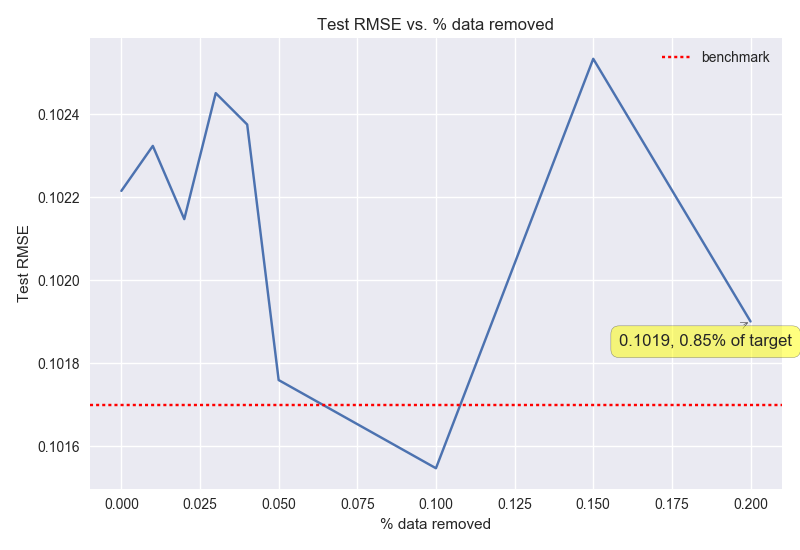 Test RMSE vs. % data removed
benchmark
0.1024
0.1022
0.1020
0.1018
0.1016
Test RMSE
0.1019, 0.85% of target
0.000 0.025 0.050 0.075 0.100 0.125 0.150 0.175 0.200
% data removed